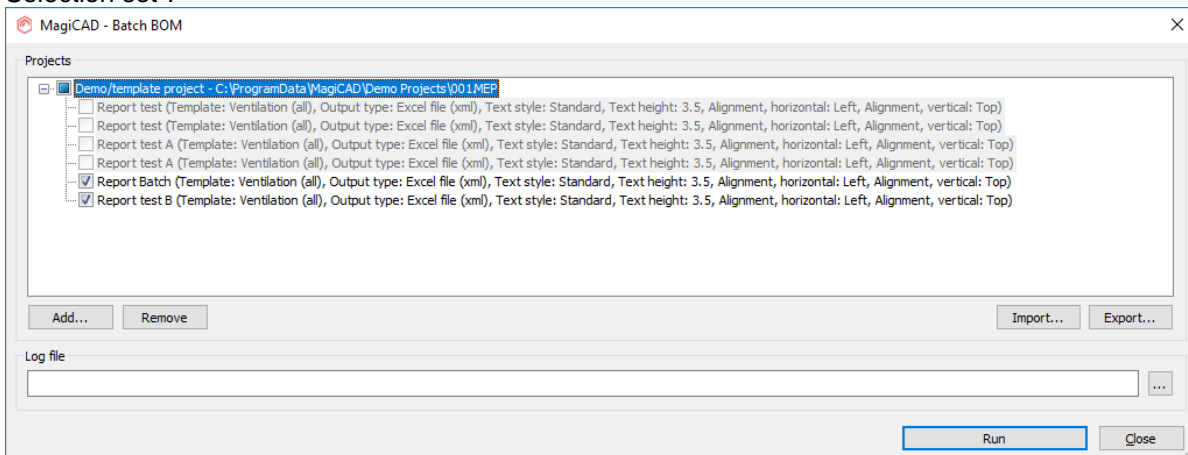 MagiCAD - Batch BOM
Projects
Demo/template project - C:\ProgramData\MagiCAD\Demo Projects\001.MEP
Report test (Template: Ventilation (all), Output type: Excel file (xml), Text style: Standard, Text height: 3.5, Alignment, horizontal: Left, Alignment, vertical: Top)
Report test (Template: Ventilation (all), Output type: Excel file (xml), Text style: Standard, Text height: 3.5, Alignment, horizontal: Left, Alignment, vertical: Top)
Report test A (Template: Ventilation (all), Output type: Excel file (xml), Text style: Standard, Text height: 3.5, Alignment, horizontal: Left, Alignment, vertical: Top)
Report test A (Template: Ventilation (all), Output type: Excel file (xml), Text style: Standard, Text height: 3.5, Alignment, horizontal: Left, Alignment, vertical: Top)
Report Batch (Template: Ventilation (all), Output type: Excel file (xml), Text style: Standard, Text height: 3.5, Alignment, horizontal: Left, Alignment, vertical: Top)
Report test B (Template: Ventilation (all), Output type: Excel file (xml), Text style: Standard, Text height: 3.5, Alignment, horizontal: Left, Alignment, vertical: Top)
Add... Remove Import... Export...
Log file
...
Run Close